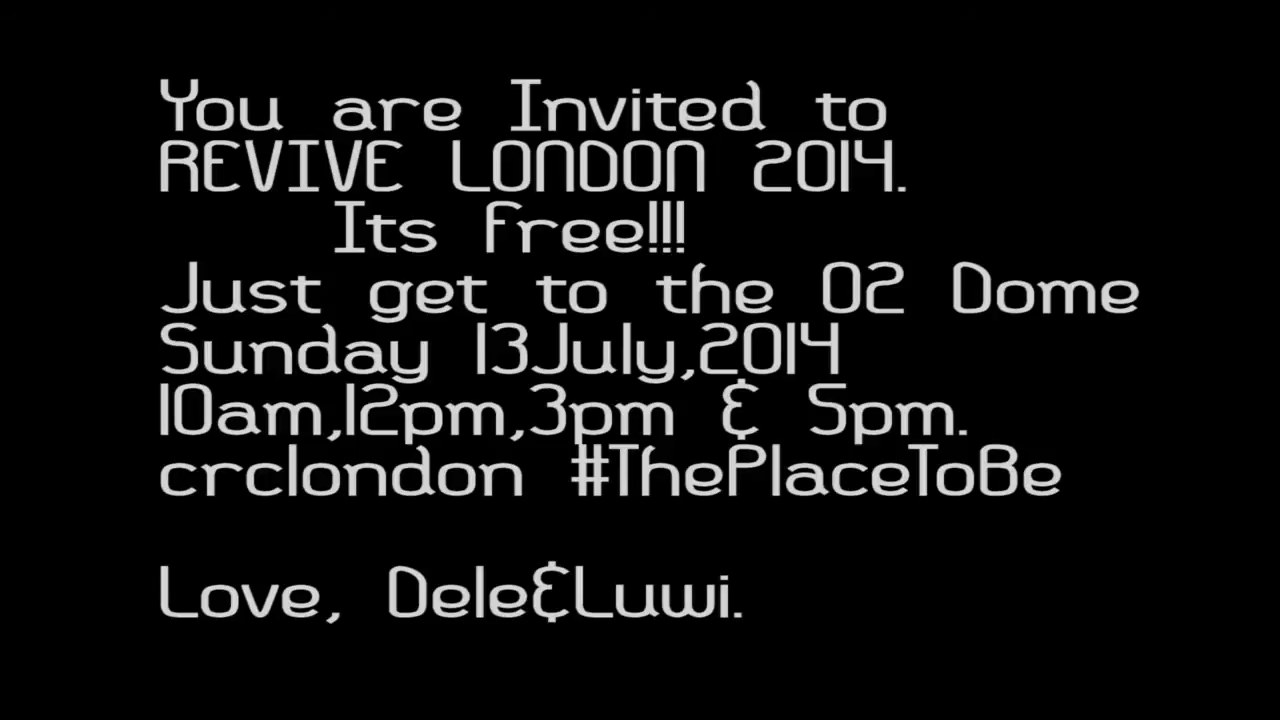 You are Invited to
REVIVE LONDON 2014.
Its free!!!
Just get to the O2 Dome
Sunday 13July,2014
10am,12pm,3pm & 5pm.
crclondon #ThePlaceToBe
Love, Dele&Luwi.